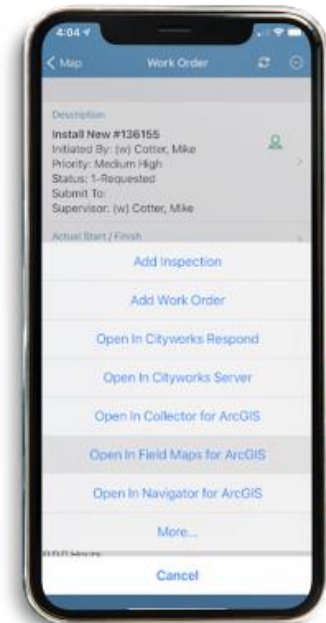 4:04
Map
Work Order
Description
Install New #136155
Initiated By: (w) Cotter, Mike
Priority: Medium High
Status: 1-Requested
Submit To:
Supervisor: (w) Cotter, Mike
Actual Start / Finish
Add Inspection
Add Work Order
Open In Cityworks Respond
Open In Cityworks Server
Open In Collector for ArcGIS
Open In Field Maps for ArcGIS
Open In Navigator for ArcGIS
More...
Hours
Cancel